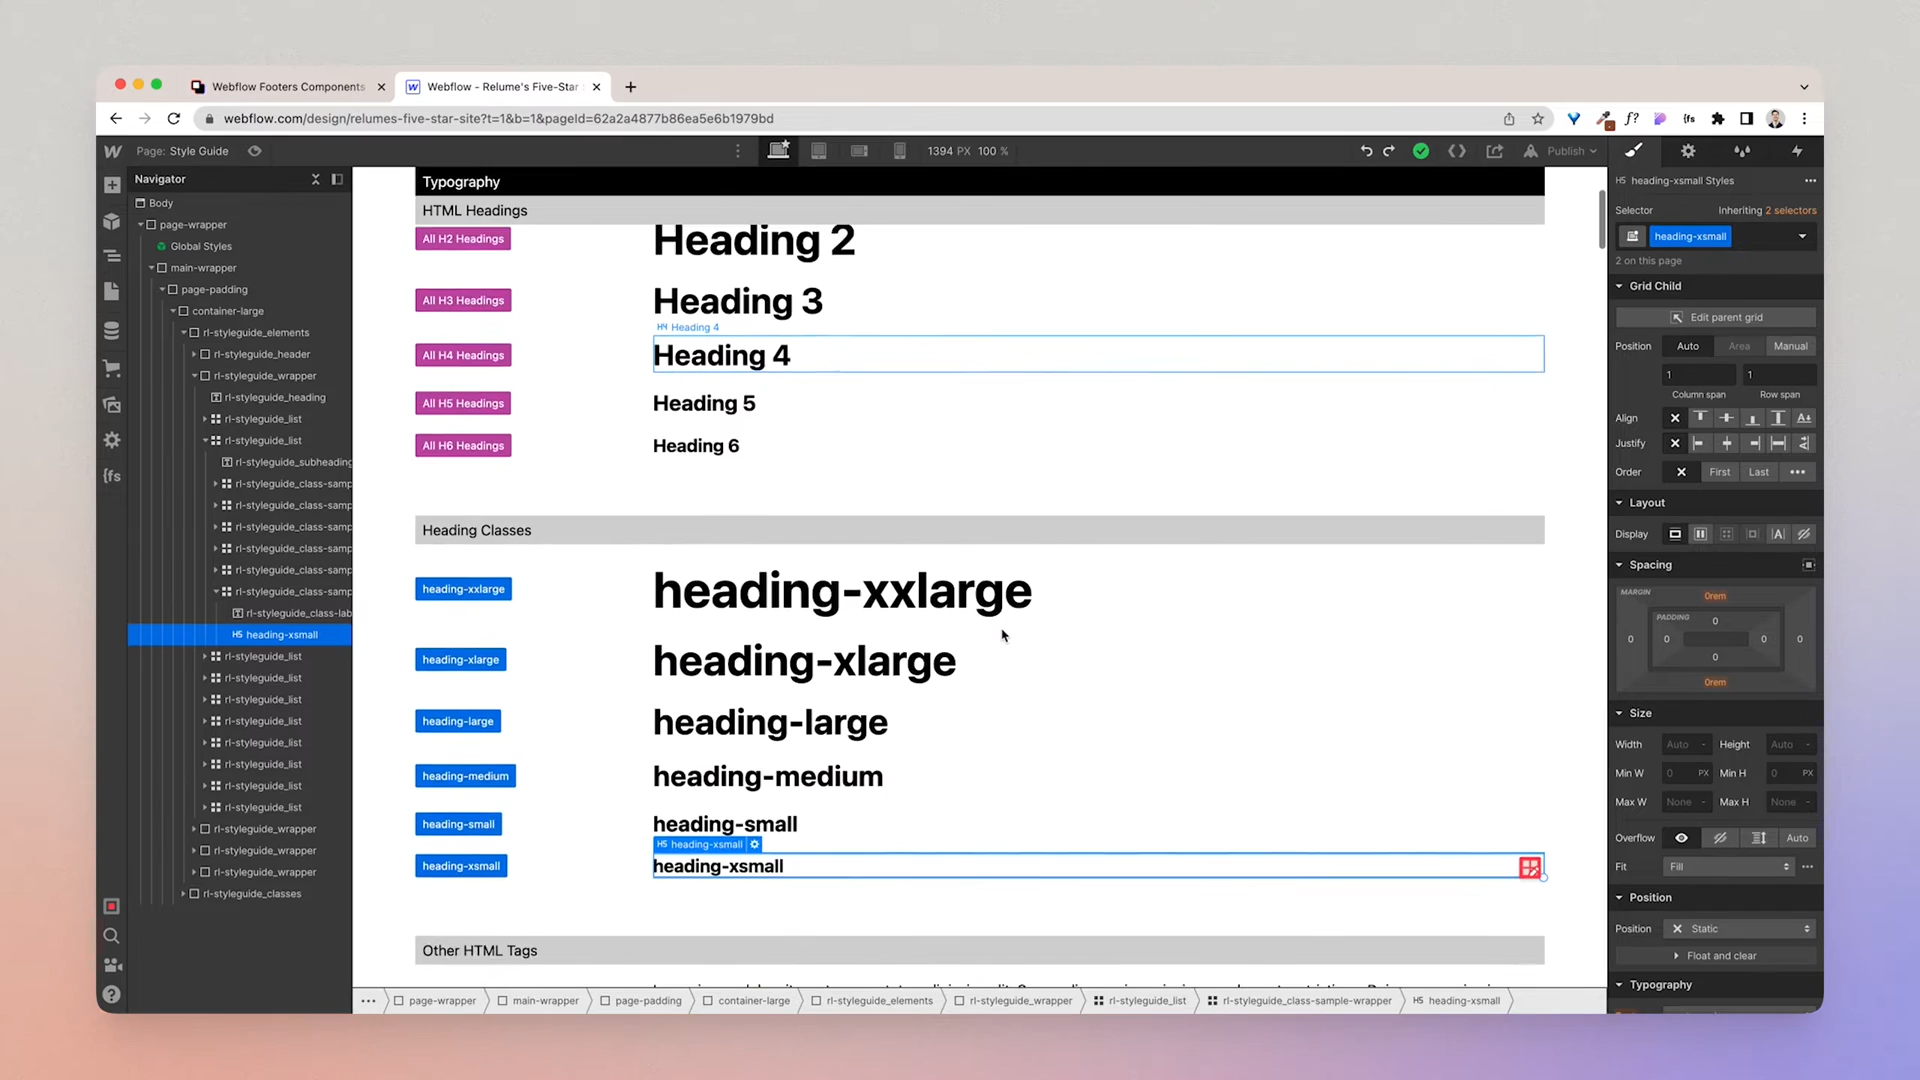 Webflow Footers Components
Webflow - Relume's Five-Star
webflow.com/design/relumes-five-star-site?t=1&b=1&pageId=62a2a4877b86ea5e6b1979bd
Page: Style Guide
1394 PX 100 %
Publish
Navigator
Body
page-wrapper
Global Styles
main-wrapper
page-padding
container-large
rl-styleguide_elements
rl-styleguide_header
rl-styleguide_wrapper
rl-styleguide_heading
rl-styleguide_list
rl-styleguide_list
rl-styleguide_subheading
rl-styleguide_class-samp
rl-styleguide_class-samp
rl-styleguide_class-samp
rl-styleguide_class-samp
rl-styleguide_class-samp
rl-styleguide_class-samp
rl-styleguide_class-lab
H5 heading-xsmall
rl-styleguide_list
rl-styleguide_list
rl-styleguide_list
rl-styleguide_list
rl-styleguide_list
rl-styleguide_list
rl-styleguide_list
rl-styleguide_list
rl-styleguide_wrapper
rl-styleguide_wrapper
rl-styleguide_wrapper
rl-styleguide_classes
Typography
HTML Headings
All H2 Headings
Heading 2
All H3 Headings
Heading 3
H4 Heading 4
All H4 Headings
Heading 4
All H5 Headings
Heading 5
All H6 Headings
Heading 6
Heading Classes
heading-xxlarge
heading-xxlarge
heading-xlarge
heading-xlarge
heading-large
heading-large
heading-medium
heading-medium
heading-small
heading-small
H5 heading-xsmall
heading-xsmall
heading-xsmall
Other HTML Tags
page-wrapper
main-wrapper
page-padding
container-large
rl-styleguide_elements
rl-styleguide_wrapper
rl-styleguide_list
rl-styleguide_class-sample-wrapper
H5 heading-xsmall
H5 heading-xsmall Styles
Selector
Inheriting 2 selectors
heading-xsmall
2 on this page
Grid Child
Edit parent grid
Position Auto Area Manual
1 1
Column span Row span
Align
Justify
Order First Last
Layout
Display
Spacing
MARGIN
0rem
PADDING
0
0 0 0 0
0
0rem
Size
Width Auto - Height Auto -
Min W 0 PX Min H 0 PX
Max W None - Max H None -
Overflow Auto
Fit Fill
Position
Position Static
Float and clear
Typography